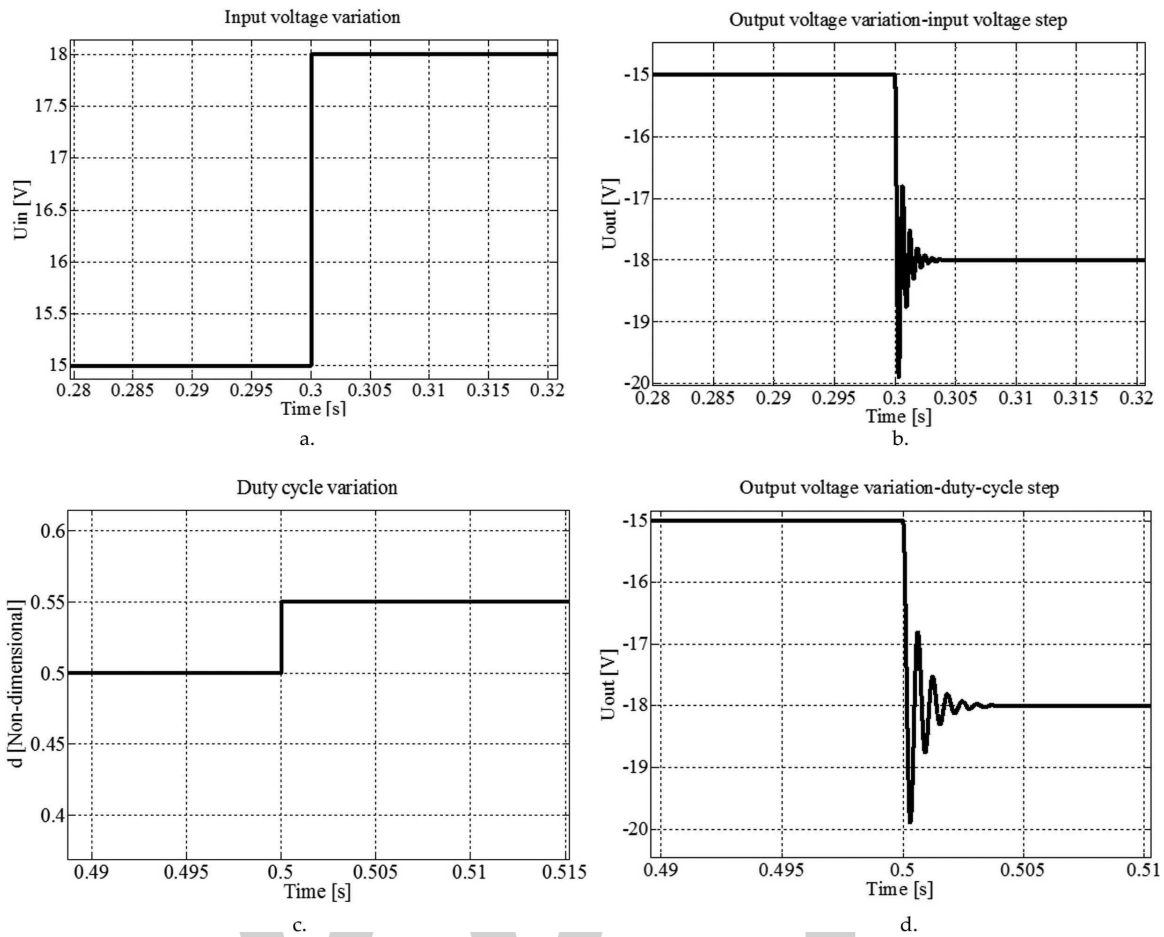 Input voltage variation
Uin [V]
18
17.5
17
16.5
16
15.5
15
0.28 0.285 0.29 0.295 0.3 0.305 0.31 0.315 0.32
Time [s]
a.
Output voltage variation-input voltage step
Uout [V]
-15
-16
-17
-18
-19
-20
0.28 0.285 0.29 0.295 0.3 0.305 0.31 0.315 0.32
Time [s]
b.
Duty cycle variation
d [Non-dimensional]
0.6
0.55
0.5
0.45
0.4
0.49 0.495 0.5 0.505 0.51 0.515
Time [s]
c.
Output voltage variation-duty-cycle step
Uout [V]
-15
-16
-17
-18
-19
-20
0.49 0.495 0.5 0.505 0.51
Time [s]
d.